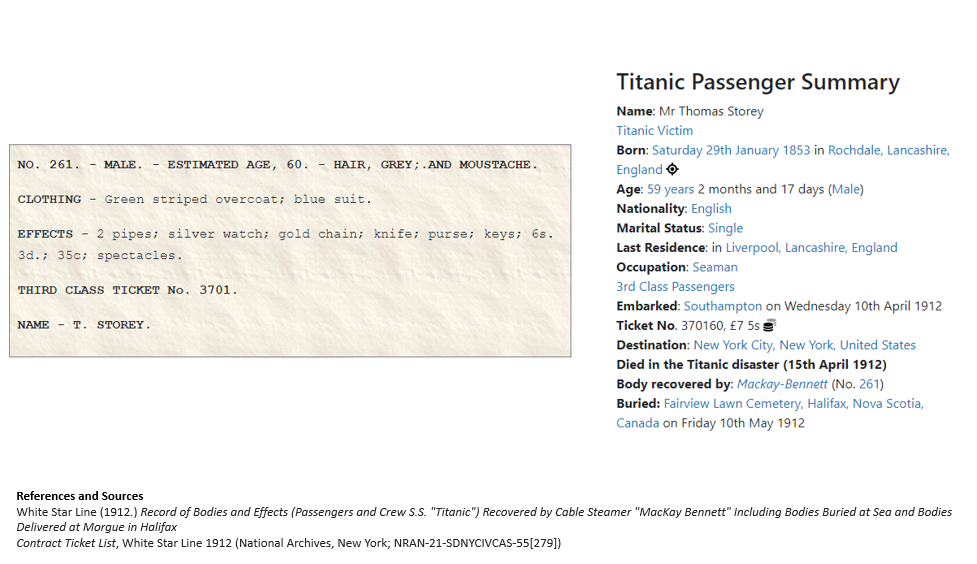 NO. 261. - MALE. - ESTIMATED AGE, 60. - HAIR, GREY;.AND MOUSTACHE.
CLOTHING - Green striped overcoat; blue suit.
EFFECTS - 2 pipes; silver watch; gold chain; knife; purse; keys; 6s.
3d.; 35c; spectacles.
THIRD CLASS TICKET No. 3701.
NAME - T. STOREY.
Titanic Passenger Summary
Name: Mr Thomas Storey
Titanic Victim
Born: Saturday 29th January 1853 in Rochdale, Lancashire,
England
Age: 59 years 2 months and 17 days (Male)
Nationality: English
Marital Status: Single
Last Residence: in Liverpool, Lancashire, England
Occupation: Seaman
3rd Class Passengers
Embarked: Southampton on Wednesday 10th April 1912
Ticket No. 370160, £7 5s
Destination: New York City, New York, United States
Died in the Titanic disaster (15th April 1912)
Body recovered by: Mackay-Bennett (No. 261)
Buried: Fairview Lawn Cemetery, Halifax, Nova Scotia,
Canada on Friday 10th May 1912
References and Sources
White Star Line (1912.) Record of Bodies and Effects (Passengers and Crew S.S. "Titanic") Recovered by Cable Steamer "MacKay Bennett" Including Bodies Buried at Sea and Bodies
Delivered at Morgue in Halifax
Contract Ticket List, White Star Line 1912 (National Archives, New York; NRAN-21-SDNYCIVCAS-55[279])